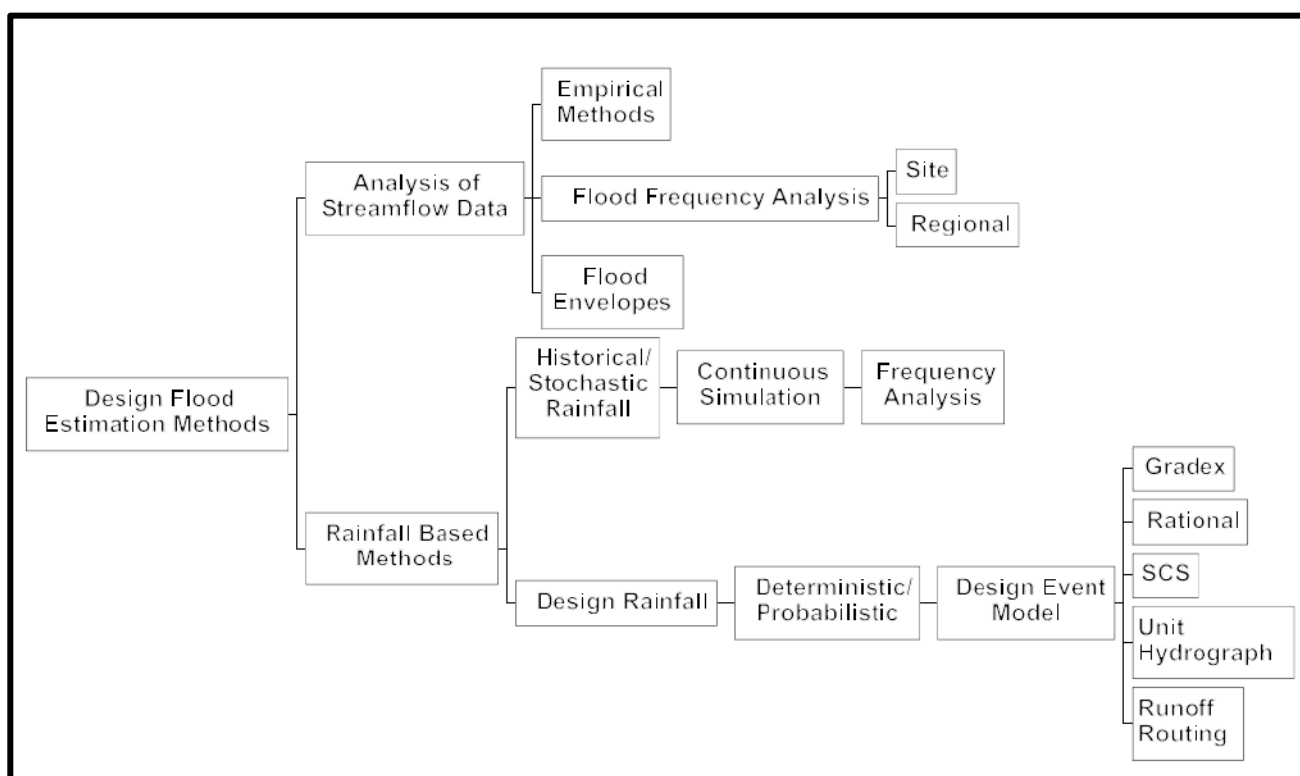 Design Flood
Estimation Methods
Analysis of
Streamflow Data
Empirical
Methods
Flood Frequency Analysis
Site
Regional
Flood
Envelopes
Rainfall Based
Methods
Historical/
Stochastic
Rainfall
Continuous
Simulation
Frequency
Analysis
Design Rainfall
Deterministic/
Probabilistic
Design Event
Model
Gradex
Rational
SCS
Unit
Hydrograph
Runoff
Routing